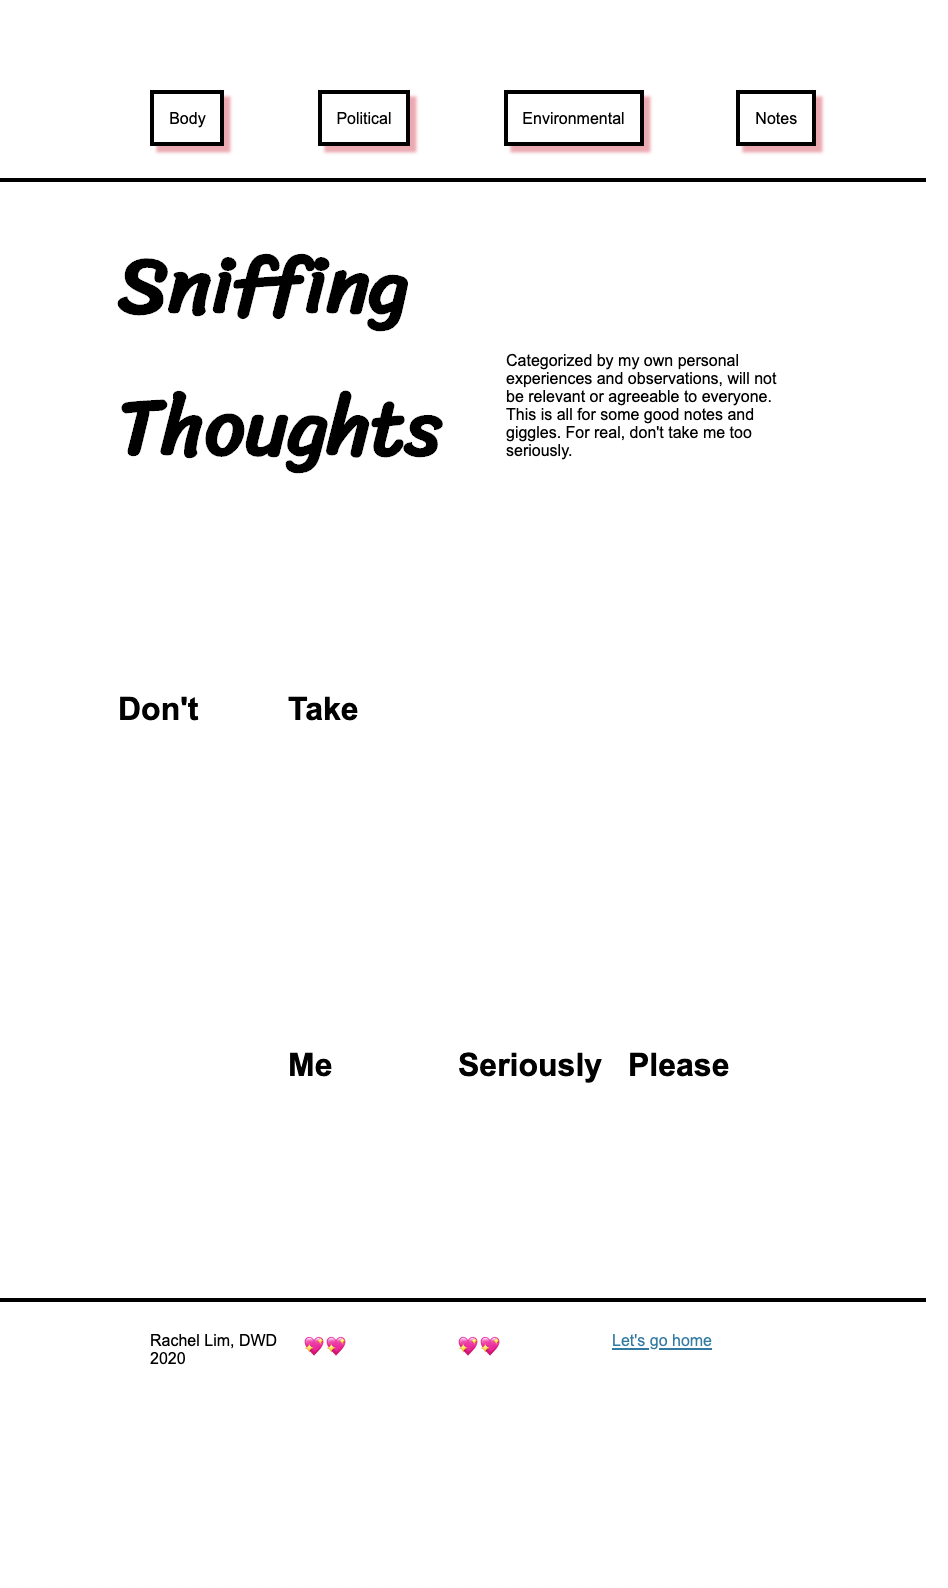 Body Political Environmental Notes
Sniffing
Thoughts
Categorized by my own personal
experiences and observations, will not
be relevant or agreeable to everyone.
This is all for some good notes and
giggles. For real, don't take me too
seriously.
Don't Take
Me Seriously Please
Rachel Lim, DWD
2020
💖💖 💖💖
Let's go home